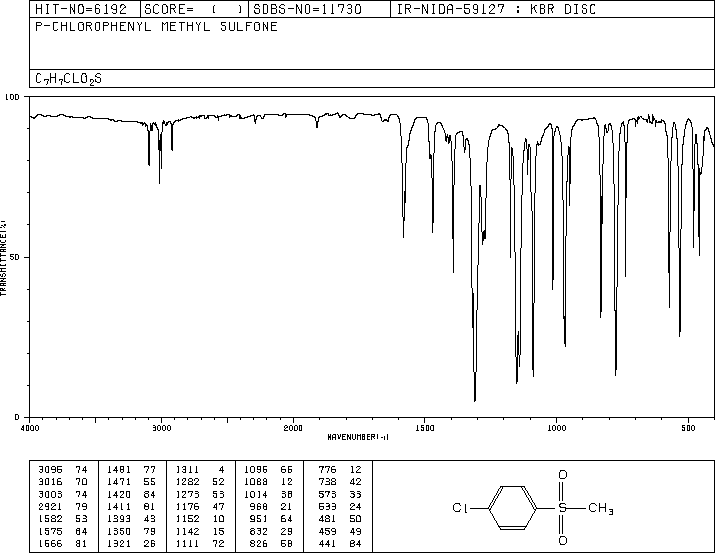 HIT-NO=6192 SCORE= ( ) SDBS-NO=11730 IR-NIDA-59127 : KBR DISC
P-CHLOROPHENYL METHYL SULFONE
C₇H₇CLO₂S
100
50
0
TRANSMITTANCE(%)
4000 3000 2000 1500 1000 500
WAVENUMBER(-1)
3095 74 1481 77 1311 4 1096 66 776 12
3016 70 1471 55 1282 52 1088 12 738 42
3003 74 1420 84 1273 53 1014 38 573 33
2921 79 1411 81 1176 47 968 21 533 24
1582 53 1393 43 1152 10 951 64 481 50
1575 64 1350 79 1142 15 832 29 459 49
1566 81 1321 26 1111 72 826 441 84
O
Cl S CH₃
O